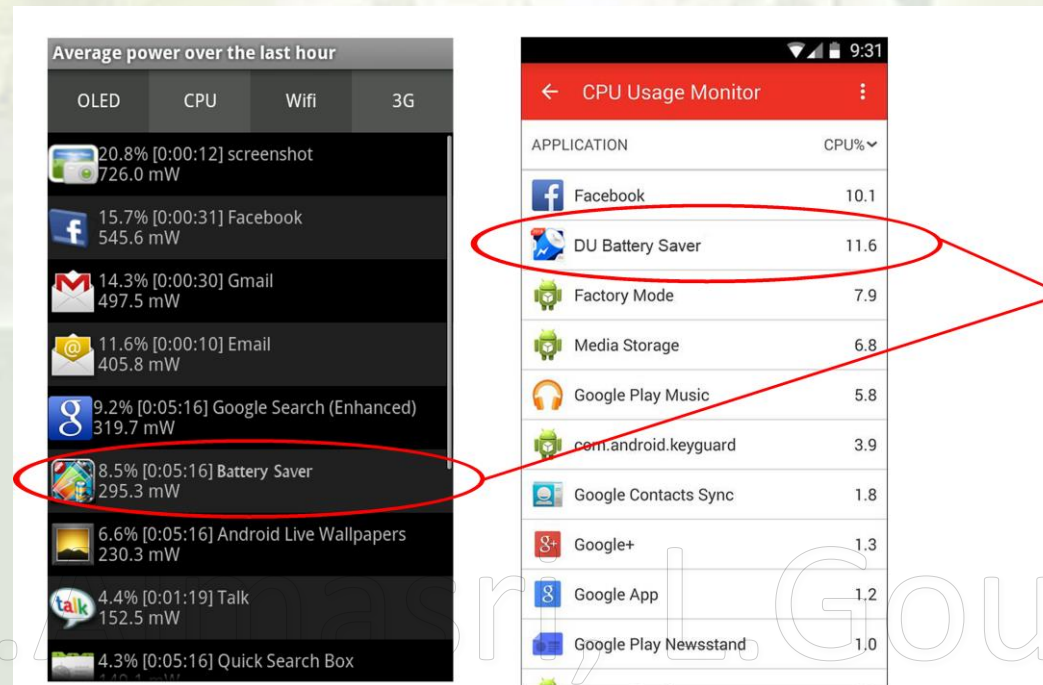 Average power over the last hour
OLED CPU Wifi 3G
20.8% [0:00:12] screenshot
726.0 mW
15.7% [0:00:31] Facebook
545.6 mW
14.3% [0:00:30] Gmail
497.5 mW
11.6% [0:00:10] Email
405.8 mW
9.2% [0:05:16] Google Search (Enhanced)
319.7 mW
8.5% [0:05:16] Battery Saver
295.3 mW
6.6% [0:05:16] Android Live Wallpapers
230.3 mW
talk
4.4% [0:01:19] Talk
152.5 mW
4.3% [0:05:16] Quick Search Box
9:31
CPU Usage Monitor
APPLICATION CPU%
Facebook 10.1
DU Battery Saver 11.6
Factory Mode 7.9
Media Storage 6.8
Google Play Music 5.8
com.android.keyguard 3.9
Google Contacts Sync 1.8
Google+ 1.3
Google App 1.2
Google Play Newsstand 1.0